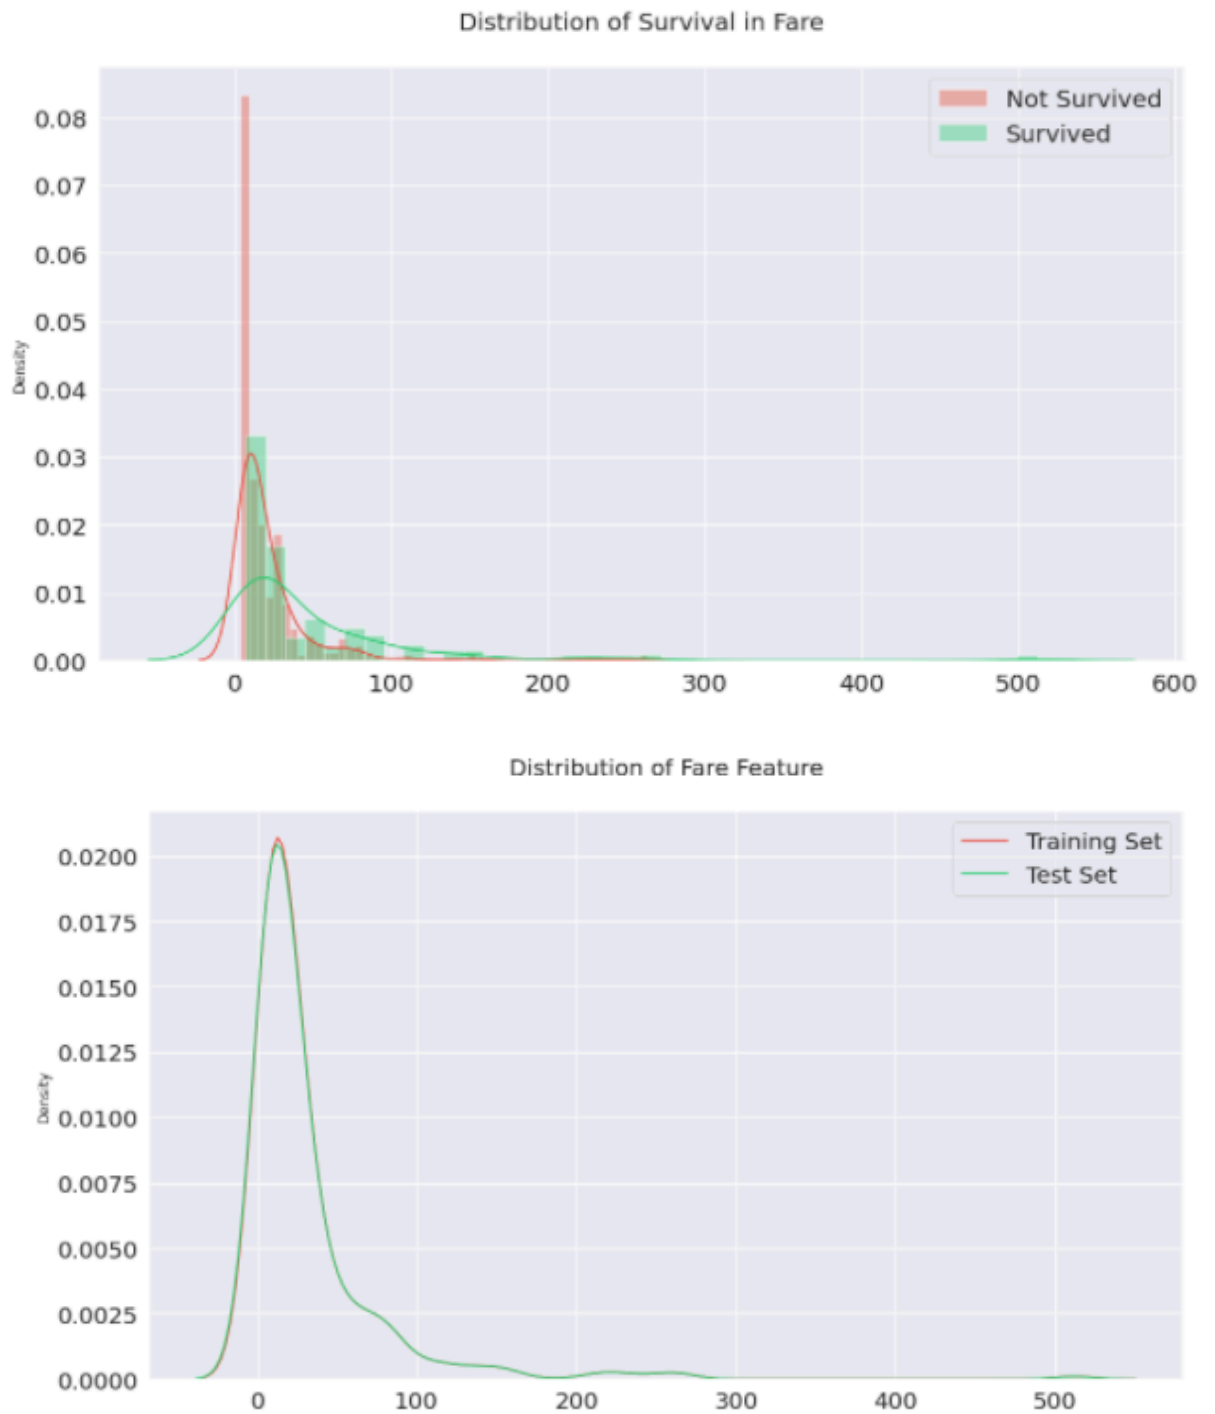 Distribution of Survival in Fare
Not Survived
Survived
0.08
0.07
0.06
0.05
0.04
0.03
0.02
0.01
0.00
Density
0 100 200 300 400 500 600
Distribution of Fare Feature
Training Set
Test Set
0.0200
0.0175
0.0150
0.0125
0.0100
0.0075
0.0050
0.0025
0.0000
Density
0 100 200 300 400 500